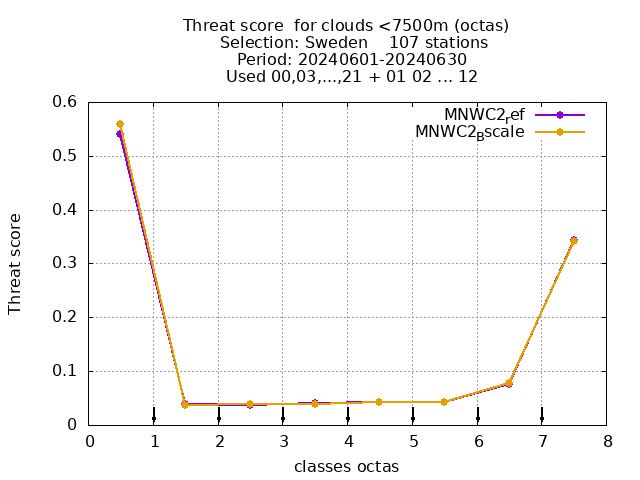 Threat score  for clouds <7500m (octas)
Selection: Sweden    107 stations
Period: 20240601-20240630
Used 00,03,...,21 + 01 02 ... 12
MNWC2ref
MNWC2Bscale
0.6
0.5
0.4
0.3
0.2
0.1
0
Threat score
0 1 2 3 4 5 6 7 8
classes octas